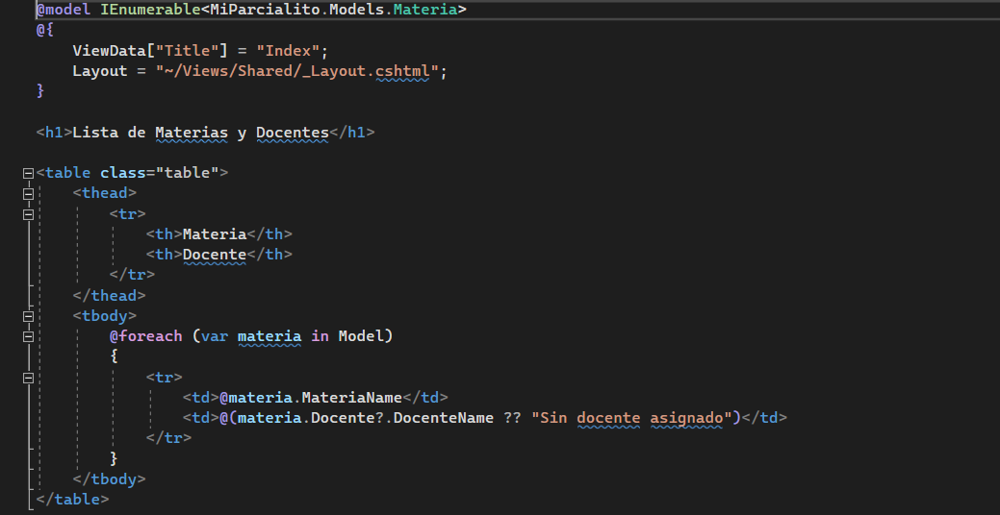 @model IEnumerable<MiParcialito.Models.Materia>
@{
    ViewData["Title"] = "Index";
    Layout = "~/Views/Shared/_Layout.cshtml";
}
<h1>Lista de Materias y Docentes</h1>
<table class="table">
    <thead>
        <tr>
            <th>Materia</th>
            <th>Docente</th>
        </tr>
    </thead>
    <tbody>
        @foreach (var materia in Model)
        {
            <tr>
                <td>@materia.MateriaName</td>
                <td>@(materia.Docente?.DocenteName ?? "Sin docente asignado")</td>
            </tr>
        }
    </tbody>
</table>